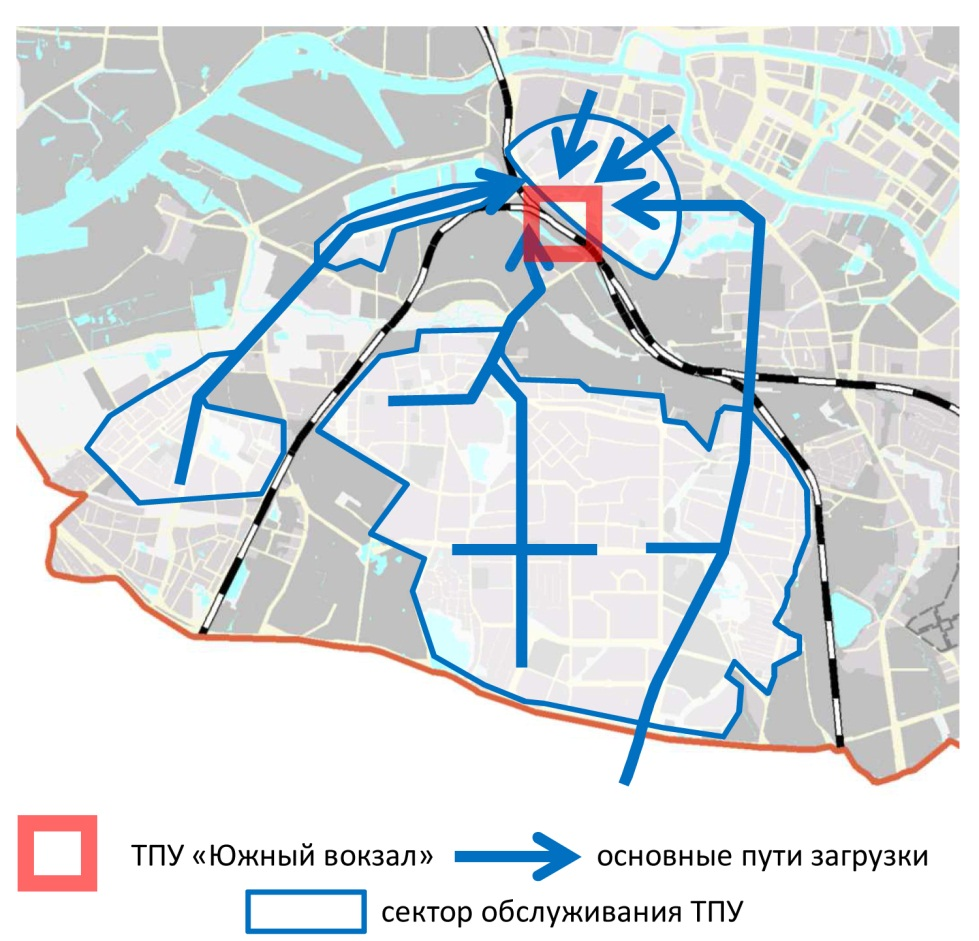 ТПУ «Южный вокзал» основные пути загрузки
сектор обслуживания ТПУ